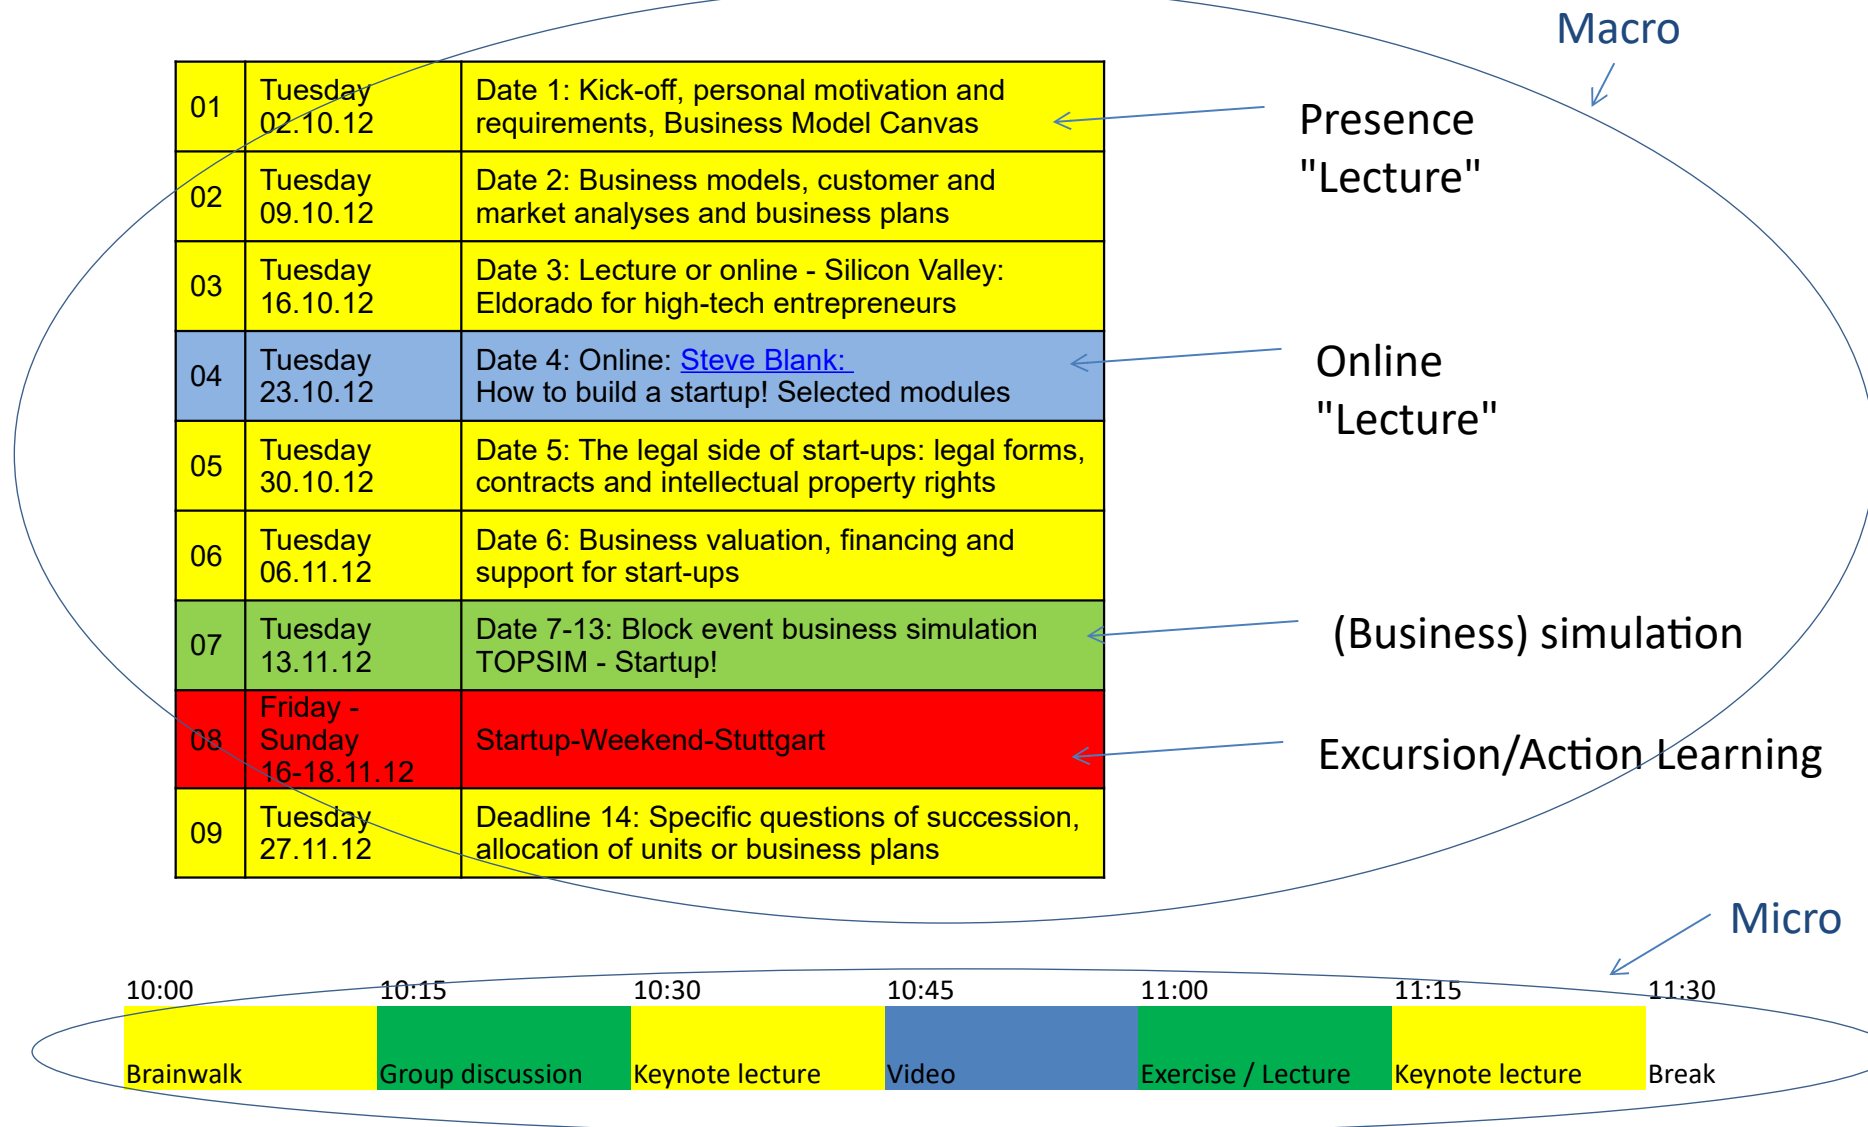 Macro
01
Tuesday
02.10.12
Date 1: Kick-off, personal motivation and
requirements, Business Model Canvas
Presence
"Lecture"
02
Tuesday
09.10.12
Date 2: Business models, customer and
market analyses and business plans
03
Tuesday
16.10.12
Date 3: Lecture or online - Silicon Valley:
Eldorado for high-tech entrepreneurs
04
Tuesday
23.10.12
Date 4: Online: Steve Blank:
How to build a startup! Selected modules
Online
"Lecture"
05
Tuesday
30.10.12
Date 5: The legal side of start-ups: legal forms,
contracts and intellectual property rights
06
Tuesday
06.11.12
Date 6: Business valuation, financing and
support for start-ups
07
Tuesday
13.11.12
Date 7-13: Block event business simulation
TOPSIM - Startup!
(Business) simulation
08
Friday -
Sunday
16-18.11.12
Startup-Weekend-Stuttgart
Excursion/Action Learning
09
Tuesday
27.11.12
Deadline 14: Specific questions of succession,
allocation of units or business plans
Micro
10:00 10:15 10:30 10:45 11:00 11:15 11:30
Brainwalk Group discussion Keynote lecture Video Exercise / Lecture Keynote lecture Break